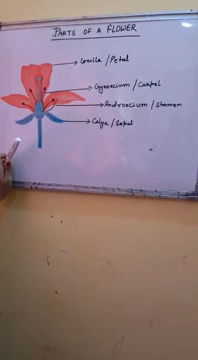 PARTS OF A FLOWER
Corolla / Petal
Gynoecium / Carpel
Androecium / Stamen
Calyx / Sepal